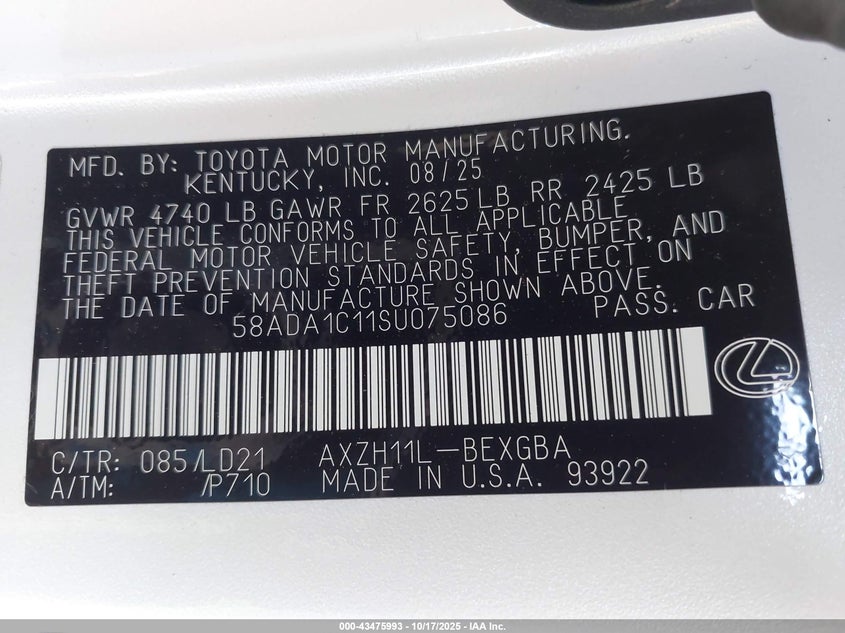 MFD. BY: TOYOTA MOTOR MANUFACTURING.
KENTUCKY, INC. 08/25
GVWR 4740 LB GAWR FR 2625 LB RR 2425 LB
THIS VEHICLE CONFORMS TO ALL APPLICABLE
FEDERAL MOTOR VEHICLE SAFETY, BUMPER, AND
THEFT PREVENTION STANDARDS IN EFFECT ON
THE DATE OF MANUFACTURE SHOWN ABOVE.
58ADA1C11SU075086 PASS. CAR
C/TR: 085/LD21 AXZH11L-BEXGBA
A/TM: /P710 MADE IN U.S.A. 93922
000-43475993 - 10/17/2025 - IAA Inc.